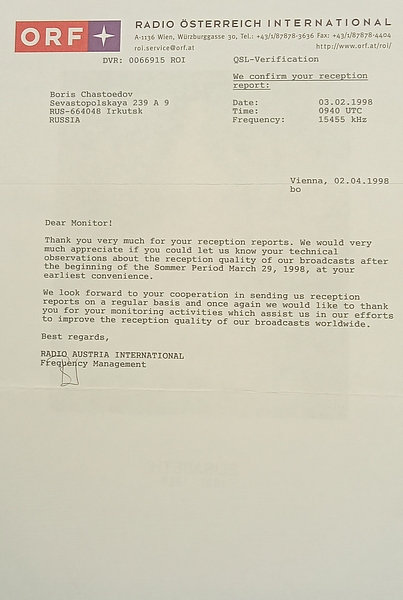 ORF
RADIO ÖSTERREICH INTERNATIONAL
A-1136 Wien, Würzburggasse 30, Tel.: +43/1/87878-3636 Fax: +43/1/87878-4404
roi.service@orf.at http://www.orf.at/roi/
DVR: 0066915 ROI QSL-Verification
We confirm your reception
report:
Boris Chastoedov
Sevastopolskaya 239 A 9
RUS-664048 Irkutsk
RUSSIA
Date: 03.02.1998
Time: 0940 UTC
Frequency: 15455 kHz
Vienna, 02.04.1998
bo
Dear Monitor!
Thank you very much for your reception reports. We would very
much appreciate if you could let us know your technical
observations about the reception quality of our broadcasts after
the beginning of the Sommer Period March 29, 1998, at your
earliest convenience.
We look forward to your cooperation in sending us reception
reports on a regular basis and once again we would like to thank
you for your monitoring activities which assist us in our efforts
to improve the reception quality of our broadcasts worldwide.
Best regards,
RADIO AUSTRIA INTERNATIONAL
Frequency Management